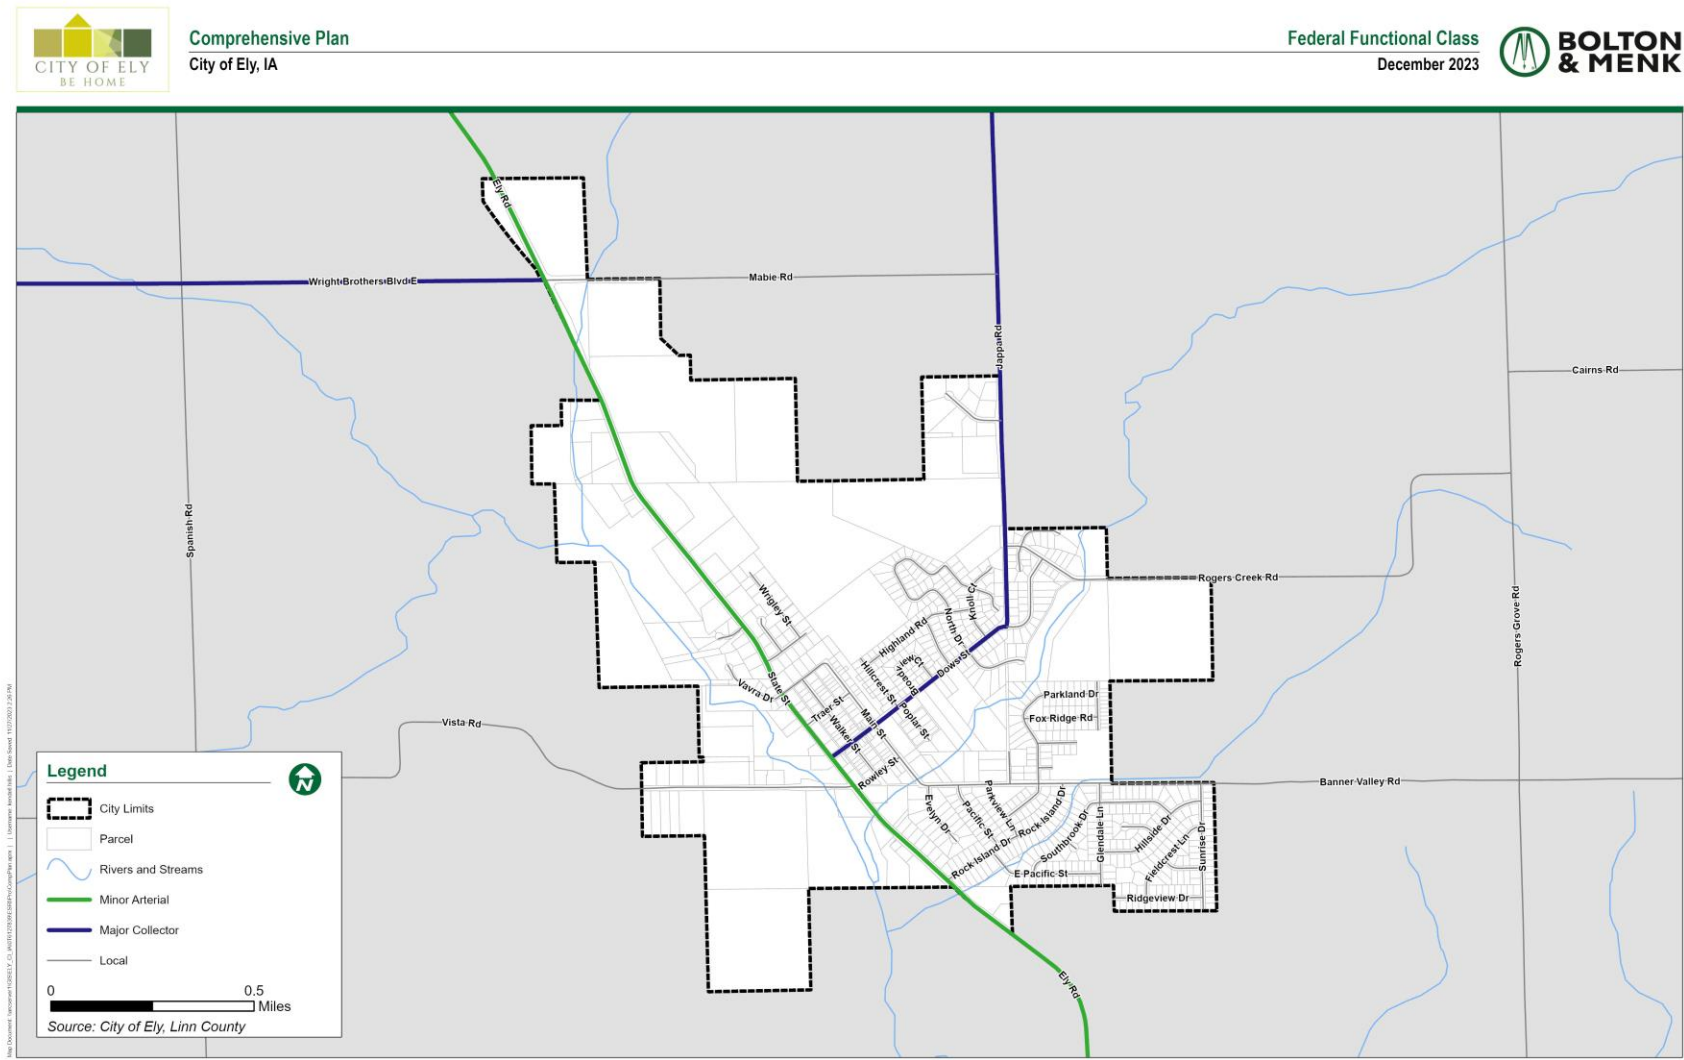 CITY OF ELY
BE HOME
Comprehensive Plan
City of Ely, IA
Federal Functional Class
December 2023
BOLTON
& MENK
Ely Rd
Wright Brothers Blvd E
Mabie Rd
Jappa Rd
Cairns Rd
Spanish Rd
Rogers Creek Rd
Rogers Grove Rd
Wrigley St
Knoll Ct
North Dr
Highland Rd
Dows St
Broadview Ct
Hillcrest St
Vavra Dr
State St
Traer St
Walker St
Main St
Poplar St
Parkland Dr
Fox Ridge Rd
Vista Rd
Rowley St
Banner Valley Rd
Evelyn Dr
Pacific St
Parkview Ln
Rock Island Dr
Rock Island Dr
Southbrook Dr
Glendale Ln
Hillside Dr
Fieldcrest Ln
Sunrise Dr
E Pacific St
Ridgeview Dr
Ely Rd
Legend
N
City Limits
Parcel
Rivers and Streams
Minor Arterial
Major Collector
Local
0 0.5
Miles
Source: City of Ely, Linn County